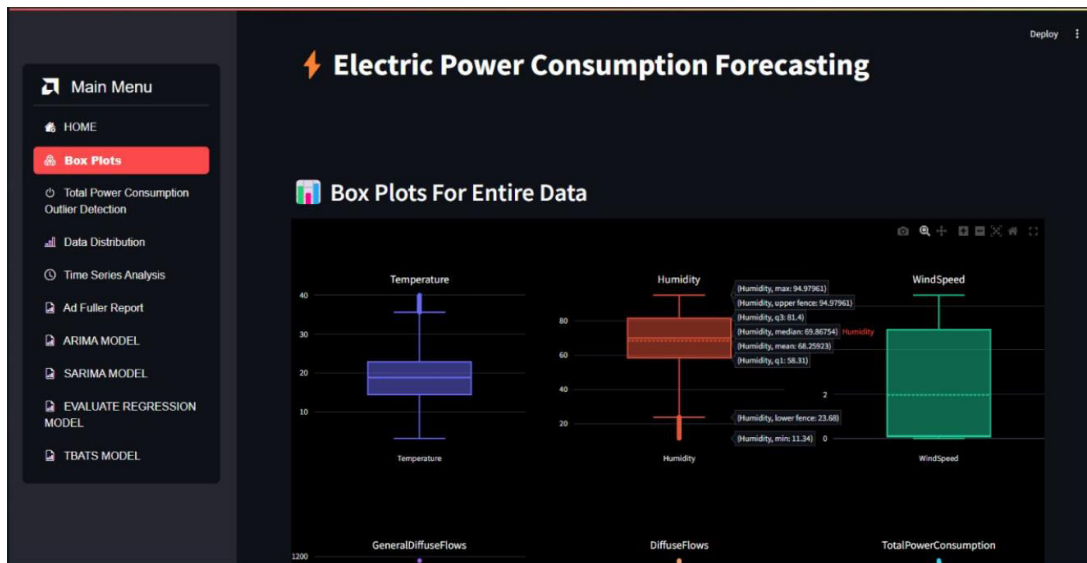 Deploy
⚡ Electric Power Consumption Forecasting
Main Menu
HOME
Box Plots
Total Power Consumption
Outlier Detection
Data Distribution
Time Series Analysis
Ad Fuller Report
ARIMA MODEL
SARIMA MODEL
EVALUATE REGRESSION
MODEL
TBATS MODEL
📊 Box Plots For Entire Data
Temperature
40
30
20
10
Temperature
Humidity
80
60
40
20
(Humidity, max: 94.97961)
(Humidity, upper fence: 94.97961)
(Humidity, q3: 81.4)
(Humidity, median: 69.86754) Humidity
(Humidity, mean: 68.25923)
(Humidity, q1: 58.31)
(Humidity, lower fence: 23.68)
(Humidity, min: 11.34)
Humidity
WindSpeed
2
0
WindSpeed
GeneralDiffuseFlows
1200
DiffuseFlows
TotalPowerConsumption